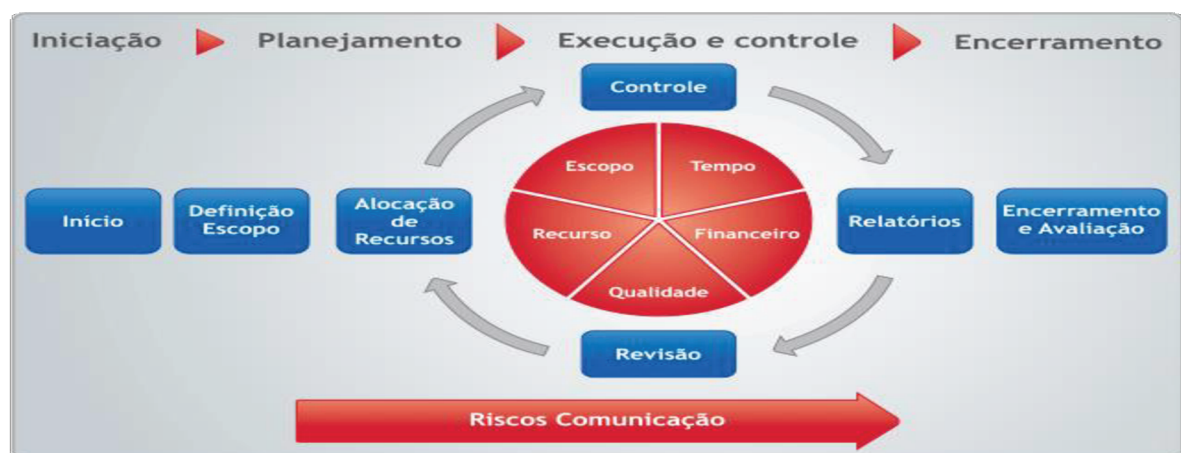 Iniciação Planejamento Execução e controle Encerramento
Controle
Escopo Tempo
Início
Definição
Escopo
Alocação
de
Recursos
Recurso Financeiro
Relatórios
Encerramento
e Avaliação
Qualidade
Revisão
Riscos Comunicação